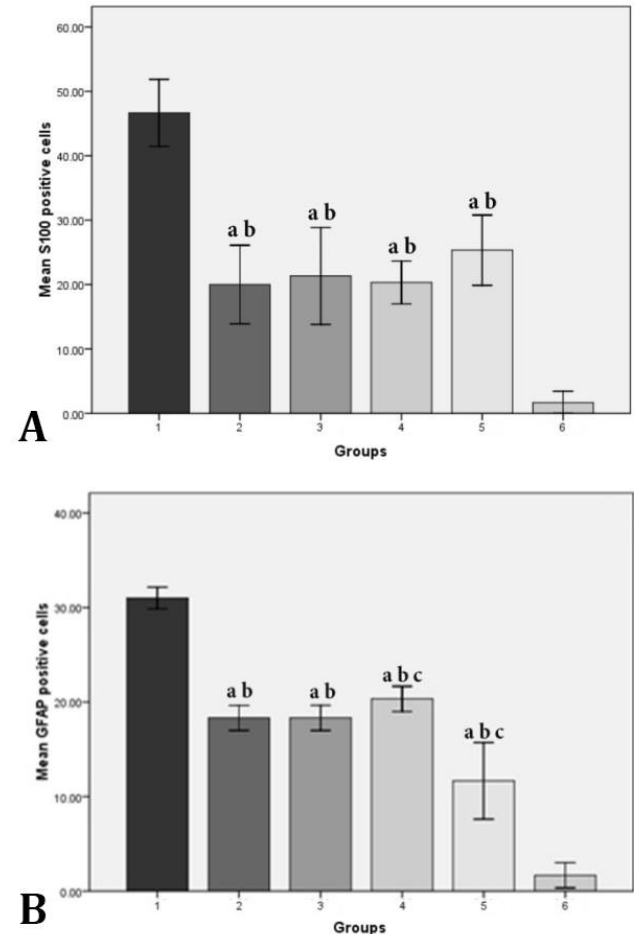 60.00
50.00
40.00
30.00
20.00
10.00
0.00
Mean S100 positive cells
a b
a b
a b
a b
1 2 3 4 5 6
Groups
A
40.00
30.00
20.00
10.00
0.00
Mean GFAP positive cells
a b
a b
a b c
a b c
1 2 3 4 5 6
Groups
B